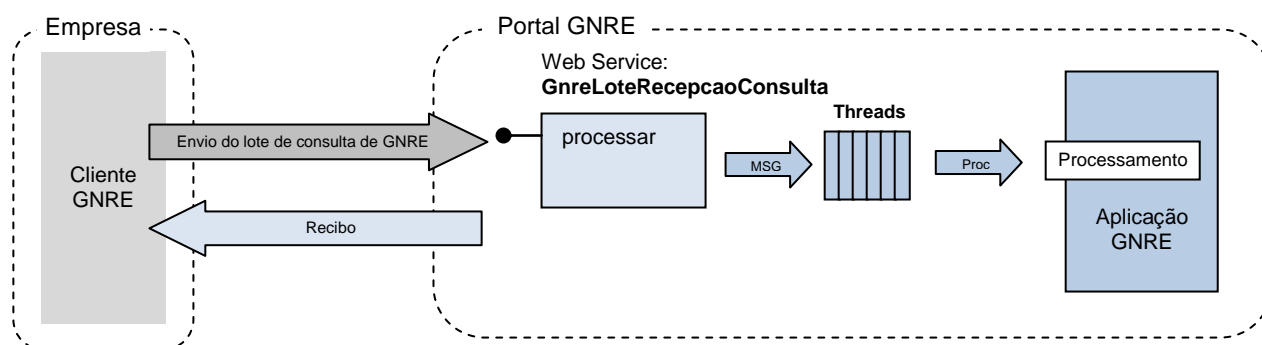 Empresa
Portal GNRE
Web Service:
GnreLoteRecepcaoConsulta
Threads
Envio do lote de consulta de GNRE
processar
MSG
Proc
Processamento
Cliente
GNRE
Recibo
Aplicação
GNRE